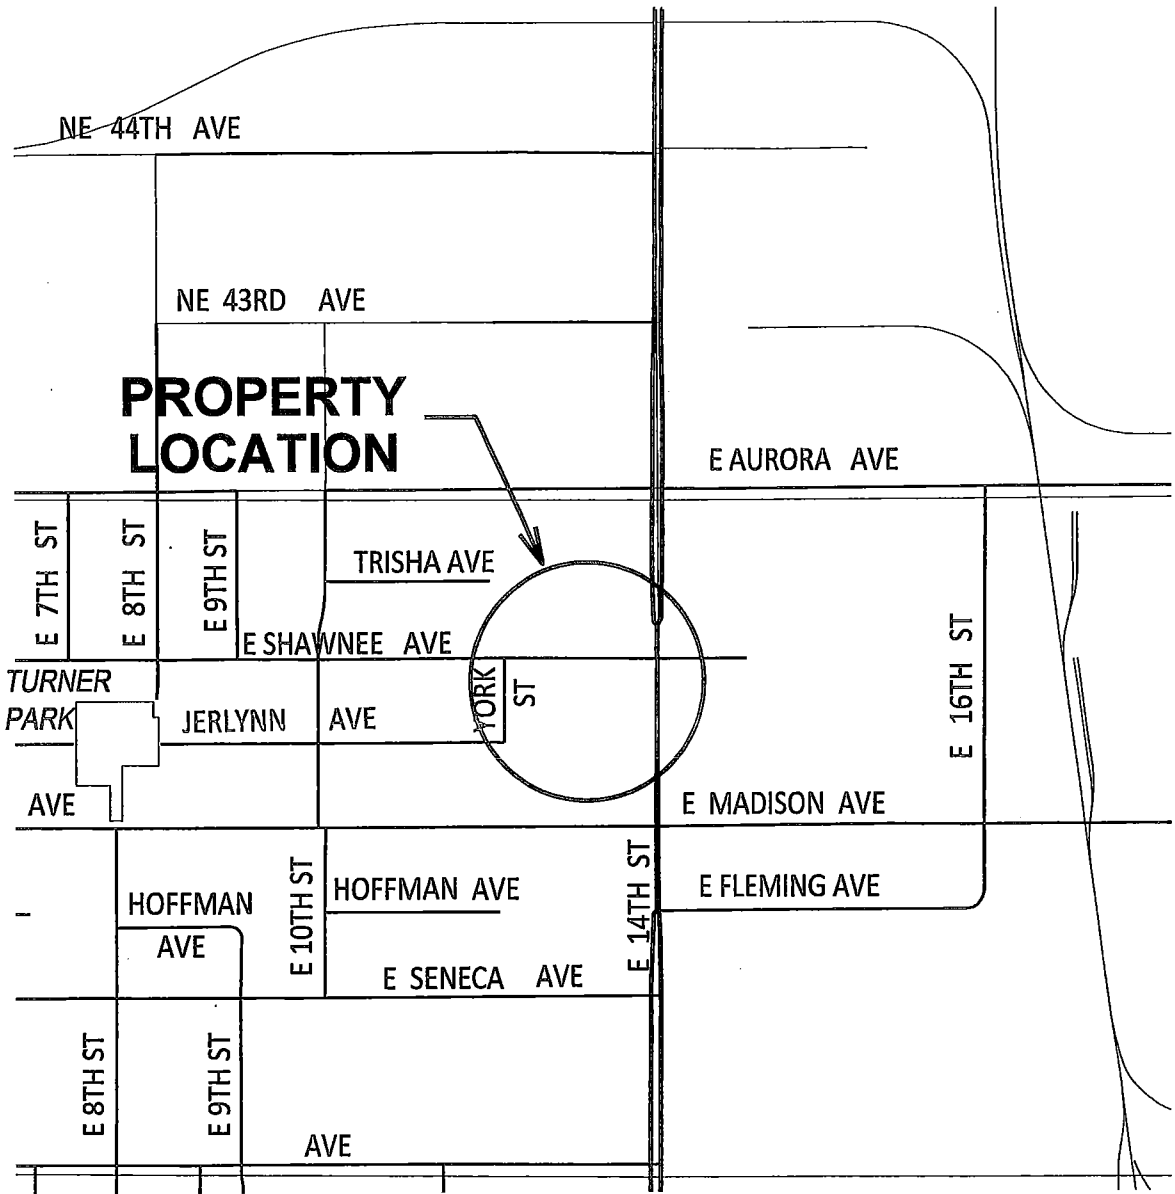 NE 44TH AVE
NE 43RD AVE
PROPERTY
LOCATION
E AURORA AVE
E 7TH ST
E 8TH ST
E 9TH ST
TRISHA AVE
E SHAWNEE AVE
E 16TH ST
TURNER
PARK
JERLYNN AVE
YORK
ST
AVE
E MADISON AVE
HOFFMAN
AVE
E 10TH ST
HOFFMAN AVE
E 14TH ST
E FLEMING AVE
E SENECA AVE
E 8TH ST
E 9TH ST
AVE